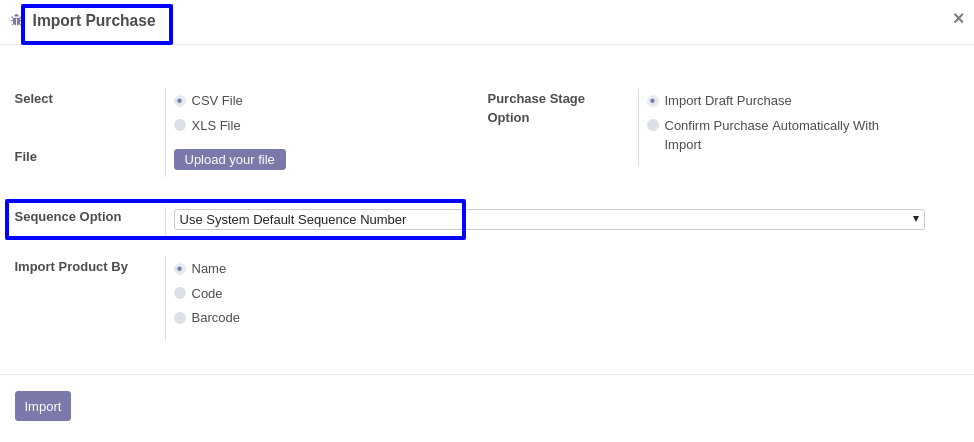 Import Purchase
×
Select
CSV File
XLS File
File
Upload your file
Purchase Stage
Option
Import Draft Purchase
Confirm Purchase Automatically With
Import
Sequence Option
Use System Default Sequence Number
Import Product By
Name
Code
Barcode
Import